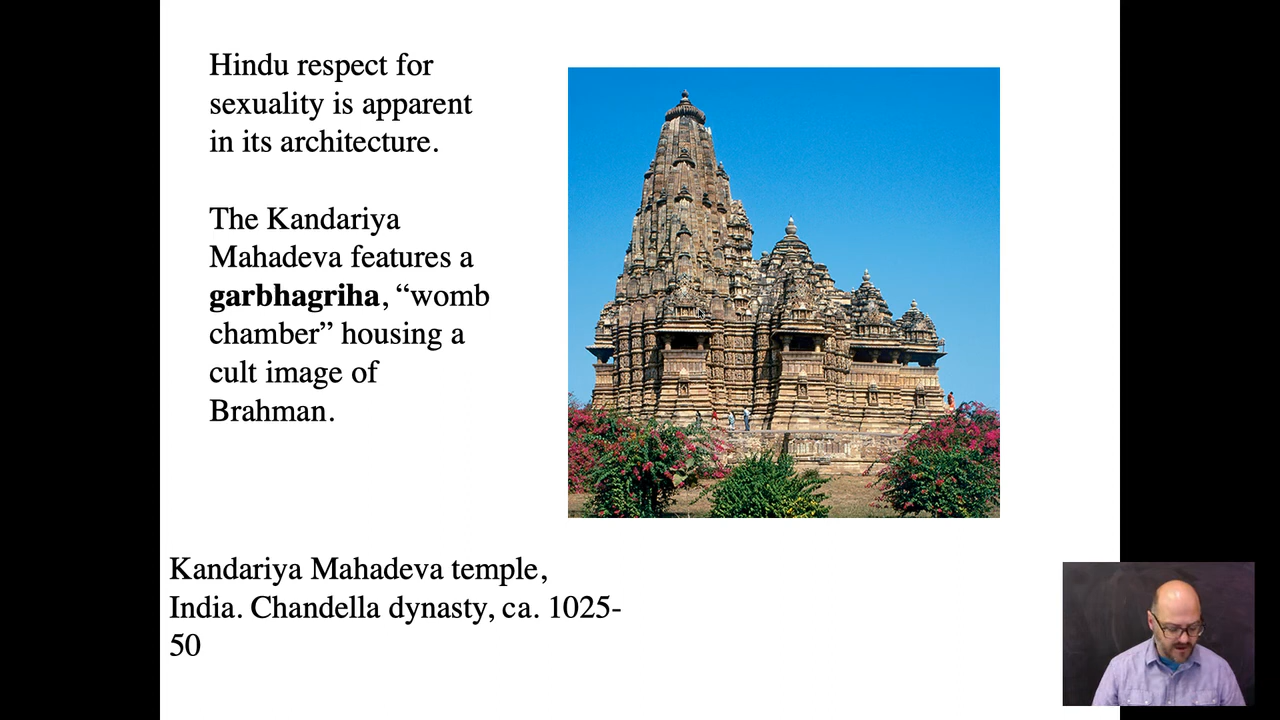 Hindu respect for
sexuality is apparent
in its architecture.
The Kandariya
Mahadeva features a
garbhagriha, “womb
chamber” housing a
cult image of
Brahman.
Kandariya Mahadeva temple,
India. Chandella dynasty, ca. 1025-
50